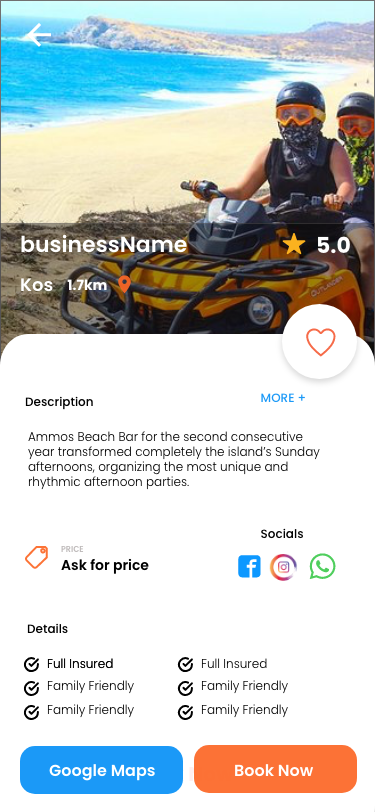 businessName
5.0
Kos 1.7km
Description
MORE +
Ammos Beach Bar for the second consecutive
year transformed completely the island's Sunday
afternoons, organizing the most unique and
rhythmic afternoon parties.
Socials
PRICE
Ask for price
Details
Full Insured
Full Insured
Family Friendly
Family Friendly
Family Friendly
Family Friendly
Google Maps
Book Now